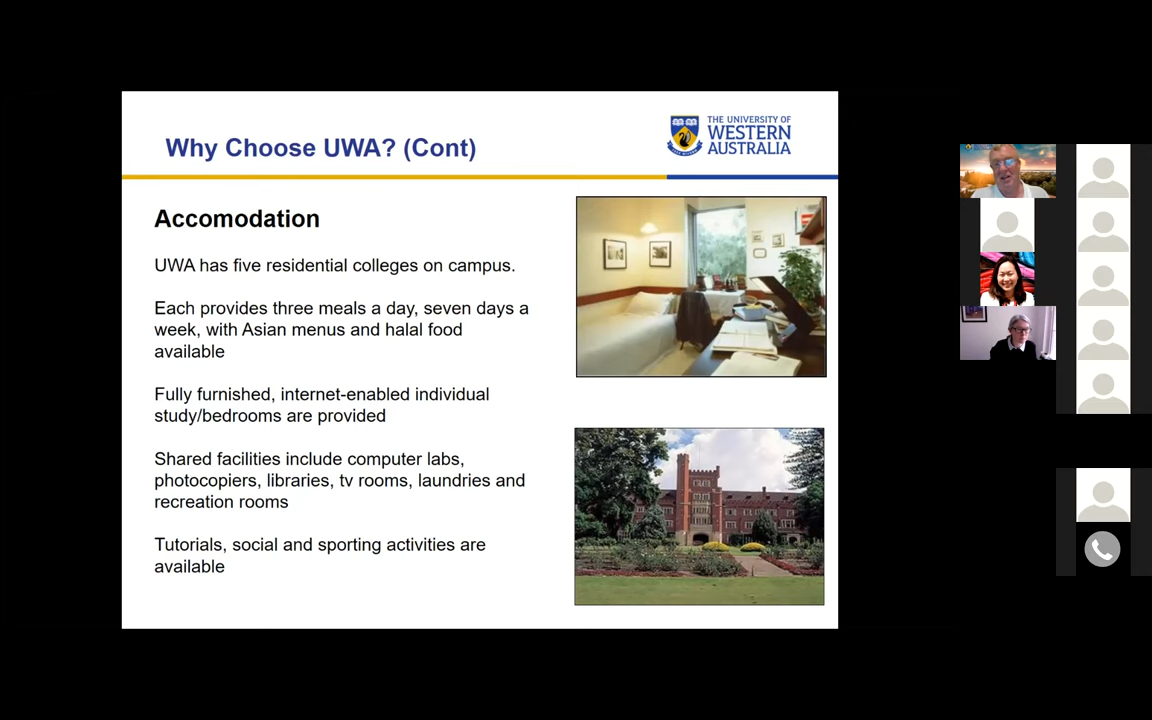 Why Choose UWA? (Cont)
THE UNIVERSITY OF
WESTERN
AUSTRALIA
Accomodation
UWA has five residential colleges on campus.
Each provides three meals a day, seven days a
week, with Asian menus and halal food
available
Fully furnished, internet-enabled individual
study/bedrooms are provided
Shared facilities include computer labs,
photocopiers, libraries, tv rooms, laundries and
recreation rooms
Tutorials, social and sporting activities are
available